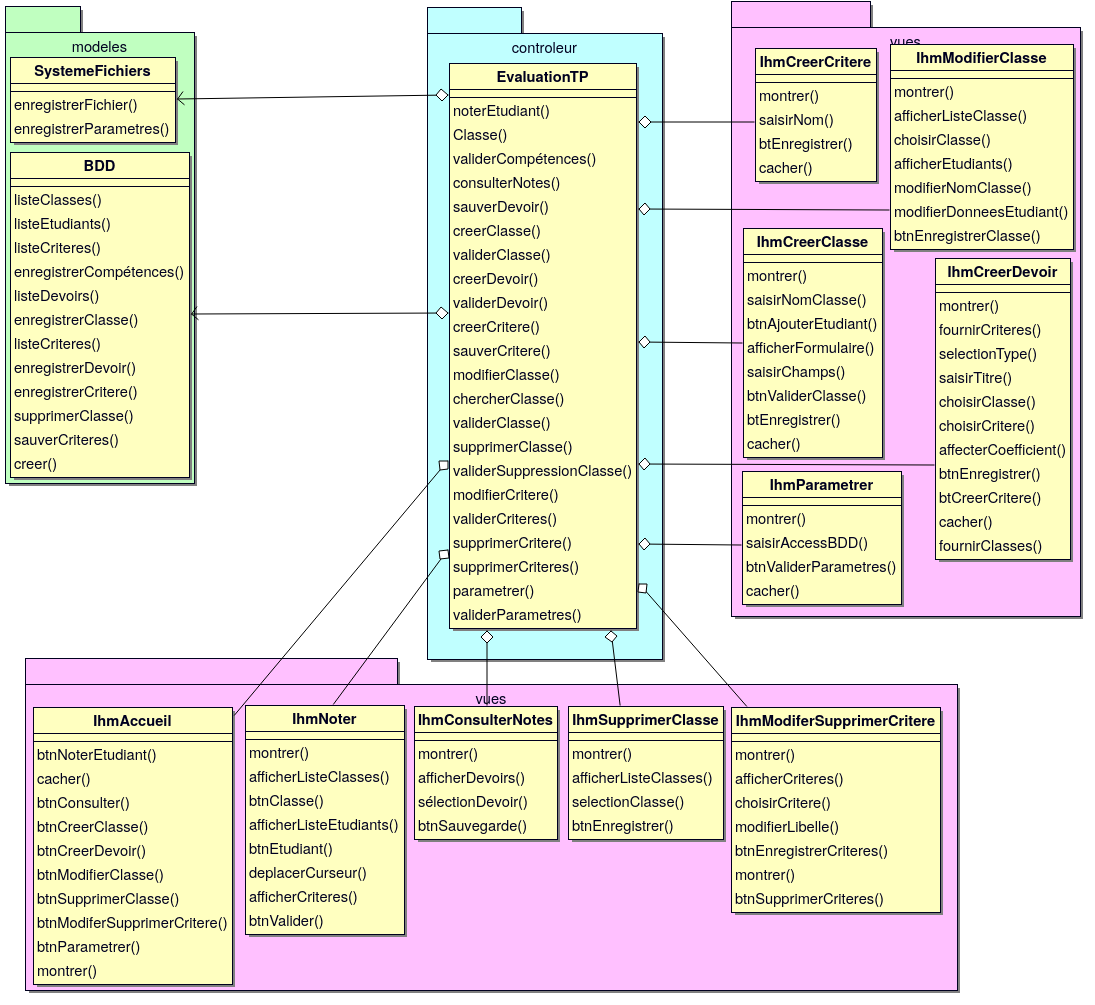 modeles
SystemeFichiers
enregistrerFichier()
enregistrerParametres()
BDD
listeClasses()
listeEtudiants()
listeCriteres()
enregistrerCompétences()
listeDevoirs()
enregistrerClasse()
listeCriteres()
enregistrerDevoir()
enregistrerCritere()
supprimerClasse()
sauverCriteres()
creer()
controleur
EvaluationTP
noterEtudiant()
Classe()
validerCompétences()
consulterNotes()
sauverDevoir()
creerClasse()
validerClasse()
creerDevoir()
validerDevoir()
creerCritere()
sauverCritere()
modifierClasse()
chercherClasse()
validerClasse()
supprimerClasse()
validerSuppressionClasse()
modifierCritere()
validerCriteres()
supprimerCritere()
supprimerCriteres()
parametrer()
validerParametres()
vues
IhmCreerCritere
montrer()
saisirNom()
btEnregistrer()
cacher()
IhmModifierClasse
montrer()
afficherListeClasse()
choisirClasse()
afficherEtudiants()
modifierNomClasse()
modifierDonneesEtudiant()
btnEnregistrerClasse()
IhmCreerClasse
montrer()
saisirNomClasse()
btnAjouterEtudiant()
afficherFormulaire()
saisirChamps()
btnValiderClasse()
btEnregistrer()
cacher()
IhmCreerDevoir
montrer()
fournirCriteres()
selectionType()
saisirTitre()
choisirClasse()
choisirCritere()
affecterCoefficient()
btnEnregistrer()
btCreerCritere()
cacher()
fournirClasses()
IhmParametrer
montrer()
saisirAccessBDD()
btnValiderParametres()
cacher()
vues
IhmAccueil
btnNoterEtudiant()
cacher()
btnConsulter()
btnCreerClasse()
btnCreerDevoir()
btnModifierClasse()
btnSupprimerClasse()
btnModiferSupprimerCritere()
btnParametrer()
montrer()
IhmNoter
montrer()
afficherListeClasses()
btnClasse()
afficherListeEtudiants()
btnEtudiant()
deplacerCurseur()
afficherCriteres()
btnValider()
IhmConsulterNotes
montrer()
afficherDevoirs()
sélectionDevoir()
btnSauvegarde()
IhmSupprimerClasse
montrer()
afficherListeClasses()
selectionClasse()
btnEnregistrer()
IhmModiferSupprimerCritere
montrer()
afficherCriteres()
choisirCritere()
modifierLibelle()
btnEnregistrerCriteres()
montrer()
btnSupprimerCriteres()